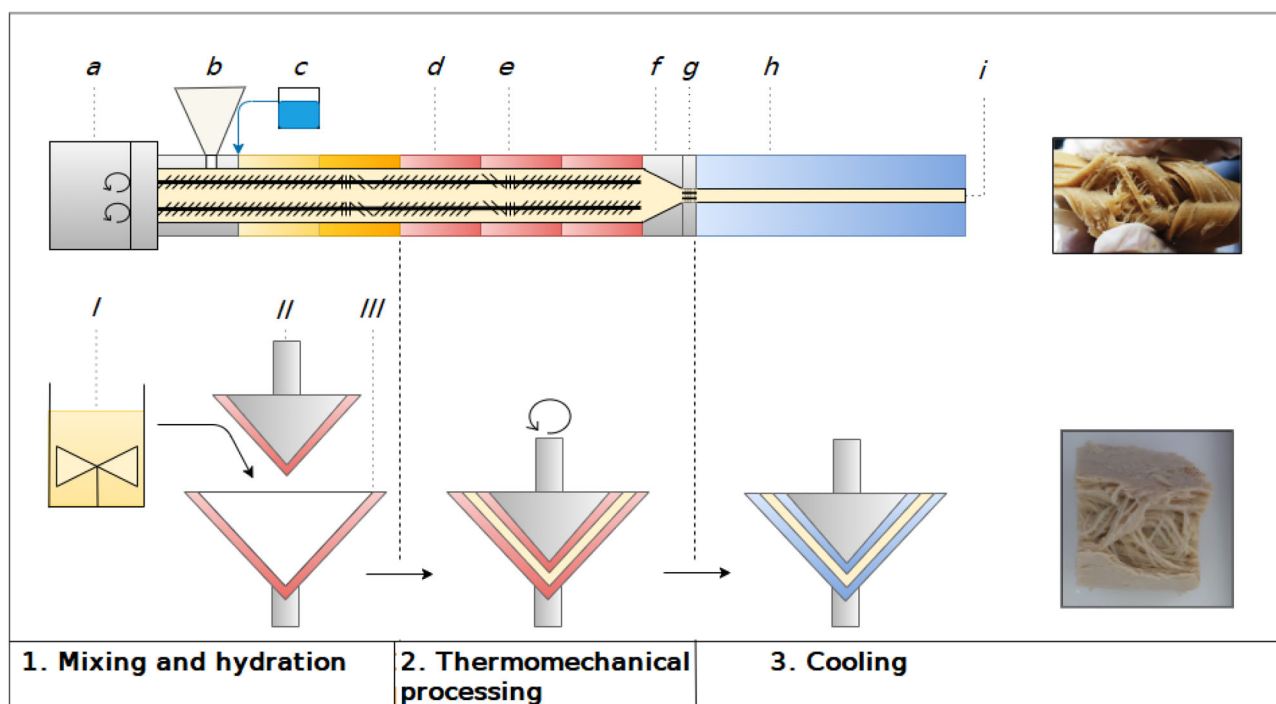 a b c d e f g h i
I II III
1. Mixing and hydration
2. Thermomechanical
processing
3. Cooling